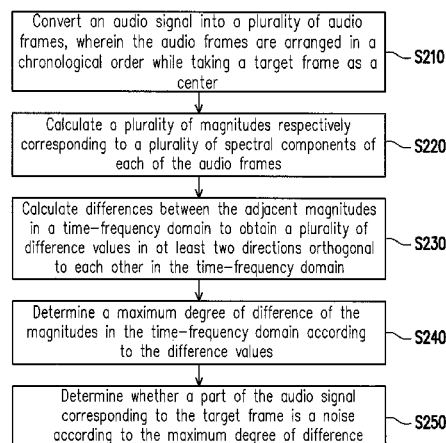 Convert an audio signal into a plurality of audio
frames, wherein the audio frames are arranged in a
chronological order while taking a target frame as a
center
S210
Calculate a plurality of magnitudes respectively
corresponding to a plurality of spectral components of
each of the audio frames
S220
Calculate differences between the adjacent magnitudes
in a time-frequency domain to obtain a plurality of
difference values in at least two directions orthogonal
to each other in the time-frequency domain
S230
Determine a maximum degree of difference of the
magnitudes in the time-frequency domain according
to the difference values
S240
Determine whether a part of the audio signal
corresponding to the target frame is a noise
according to the maximum degree of difference
S250